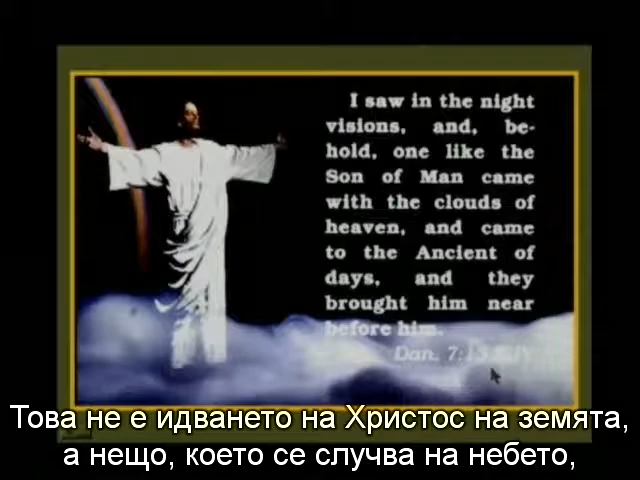 I saw in the night
visions, and, be-
hold, one like the
Son of Man came
with the clouds of
heaven, and came
to the Ancient of
days, and they
brought him near
before him.
Dan. 7:13 KJV
Това не е идването на Христос на земята,
а нещо, което се случва на небето,